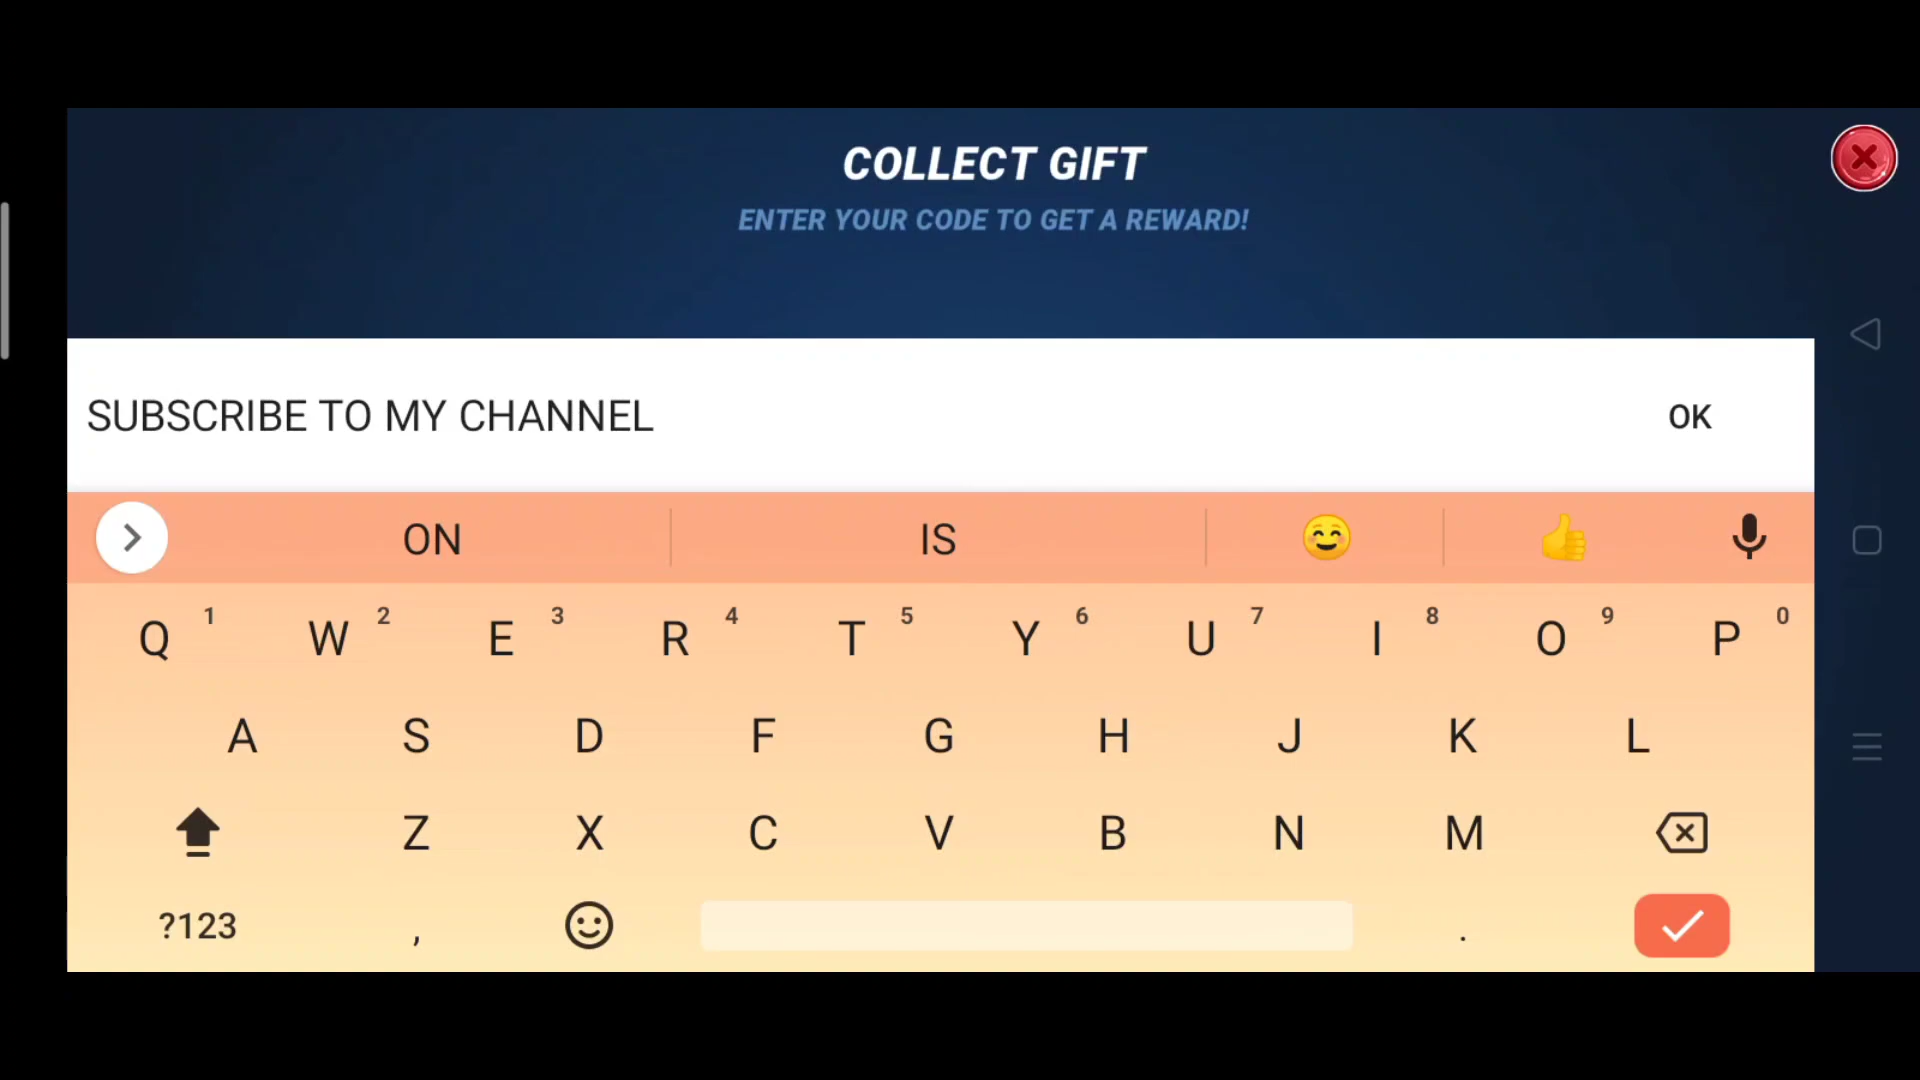 COLLECT GIFT
ENTER YOUR CODE TO GET A REWARD!
SUBSCRIBE TO MY CHANNEL
OK
ON IS 😊 👍
Q 1 W 2 E 3 R 4 T 5 Y 6 U 7 I 8 O 9 P 0
A S D F G H J K L
Z X C V B N M
?123 , .